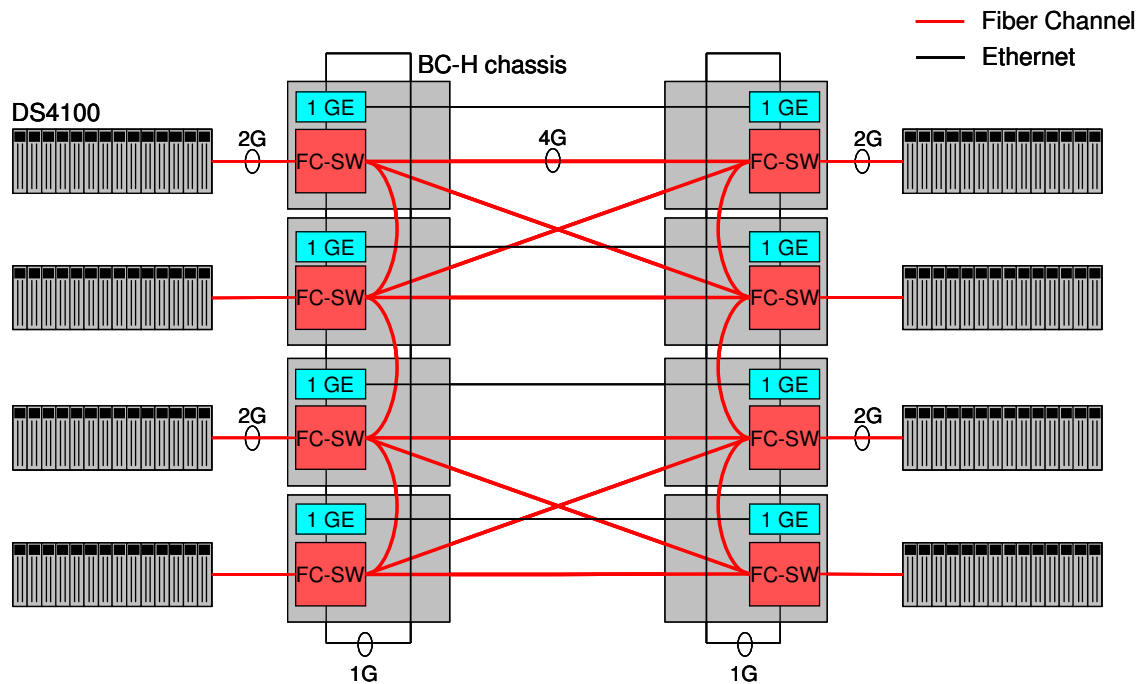 Fiber Channel
Ethernet
BC-H chassis
DS4100
1 GE
1 GE
2G
FC-SW
4G
FC-SW
2G
1 GE
1 GE
FC-SW
FC-SW
1 GE
1 GE
2G
FC-SW
FC-SW
2G
1 GE
1 GE
FC-SW
FC-SW
1G
1G